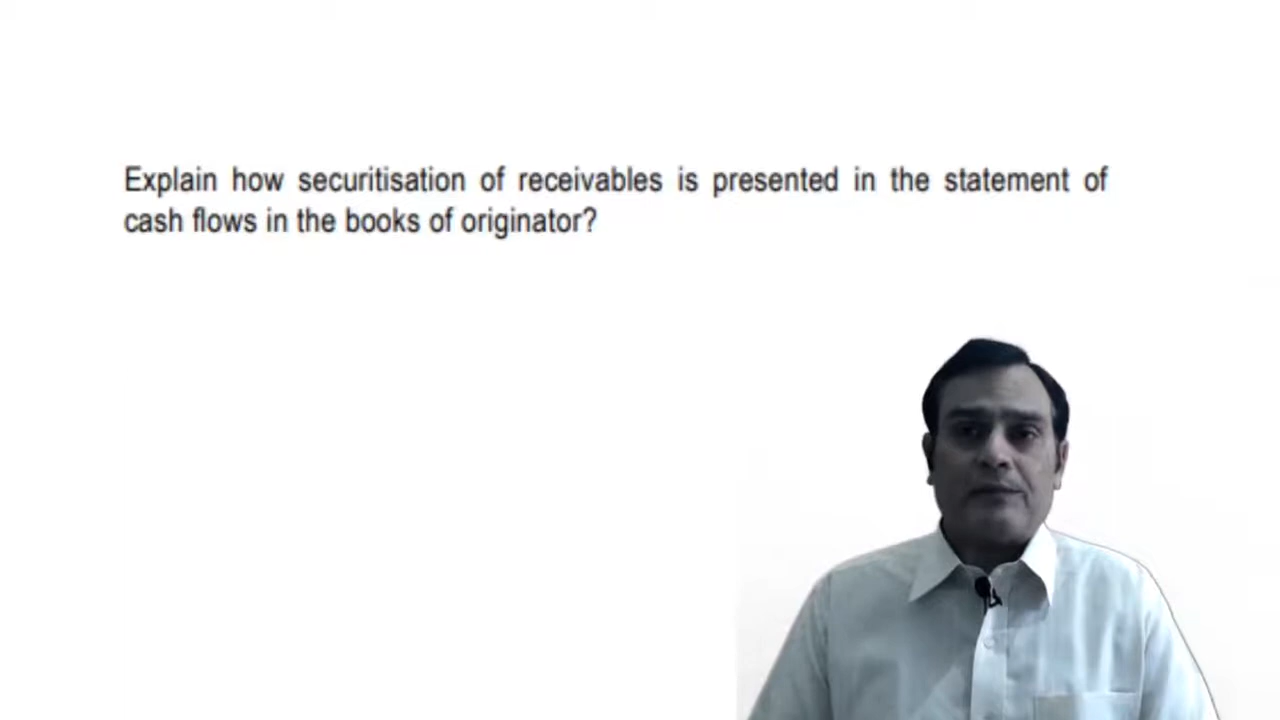 Explain how securitisation of receivables is presented in the statement of
cash flows in the books of originator?